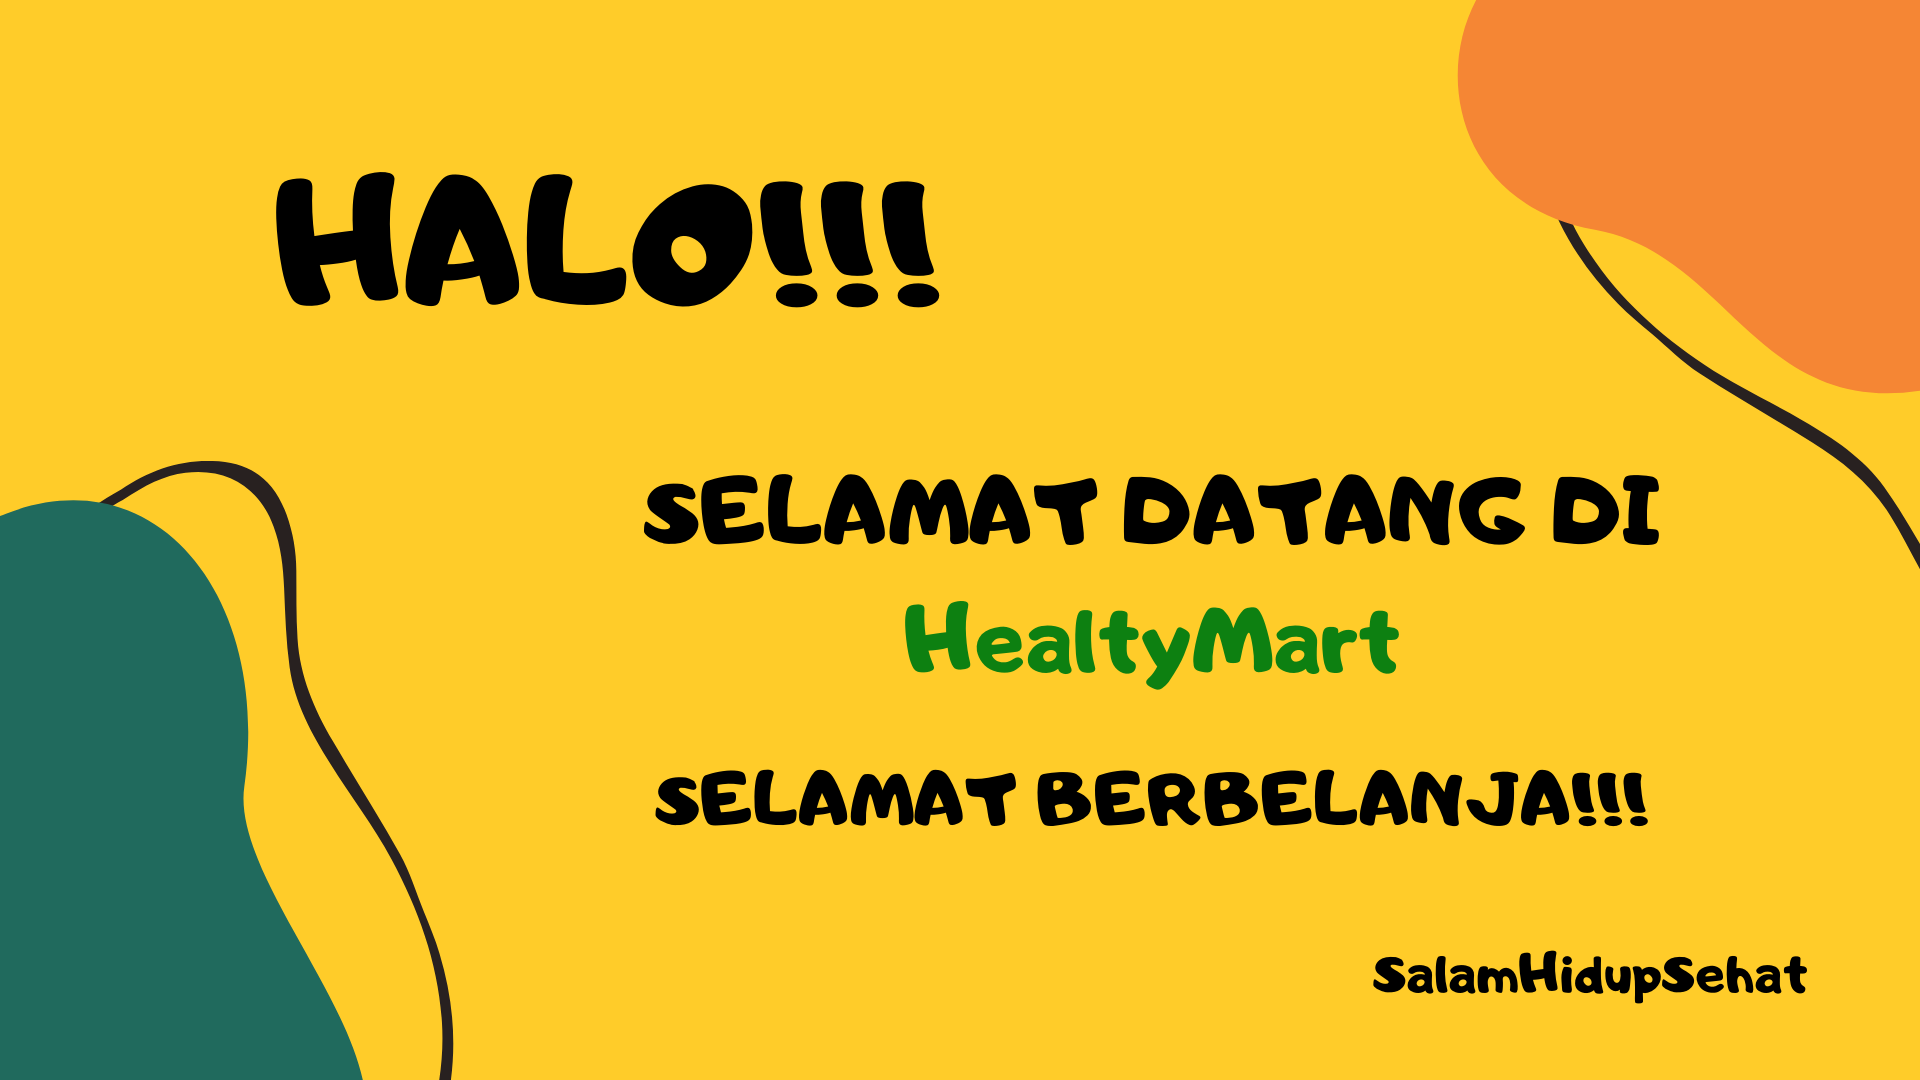 HALO!!!
SELAMAT DATANG DI
HealtyMart
SELAMAT BERBELANJA!!!
SalamHidupSehat